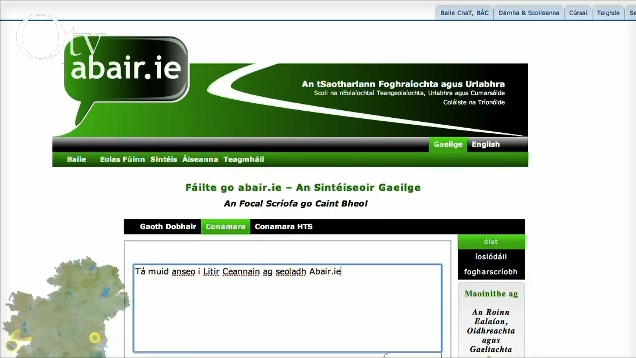 Baile CnaT, BÁC Dámha & Scoileanna Cúrsaí Taighde
tv
abair.ie
An tSaotharlann Foghraíochta agus Urlabhra
Scoil na nEolaíochtaí Teangeolaíochta, Urlabhra agus Cumarsáide
Coláiste na Tríonóide
Gaeilge English
Baile Eolas Fúinn Sintéis Áiseanna Teagmháil
Fáilte go abair.ie – An Sintéiseoir Gaeilge
An Focal Scríofa go Caint Bheol
Gaoth Dobhair Conamara Conamara HTS
éist
íoslódáil
fogharscríobh
Tá muid anseo i Litir Ceannain ag seoladh Abair.ie
Maoinithe ag
An Roinn
Ealaíon,
Oidhreachta
agus
Gaeltachta